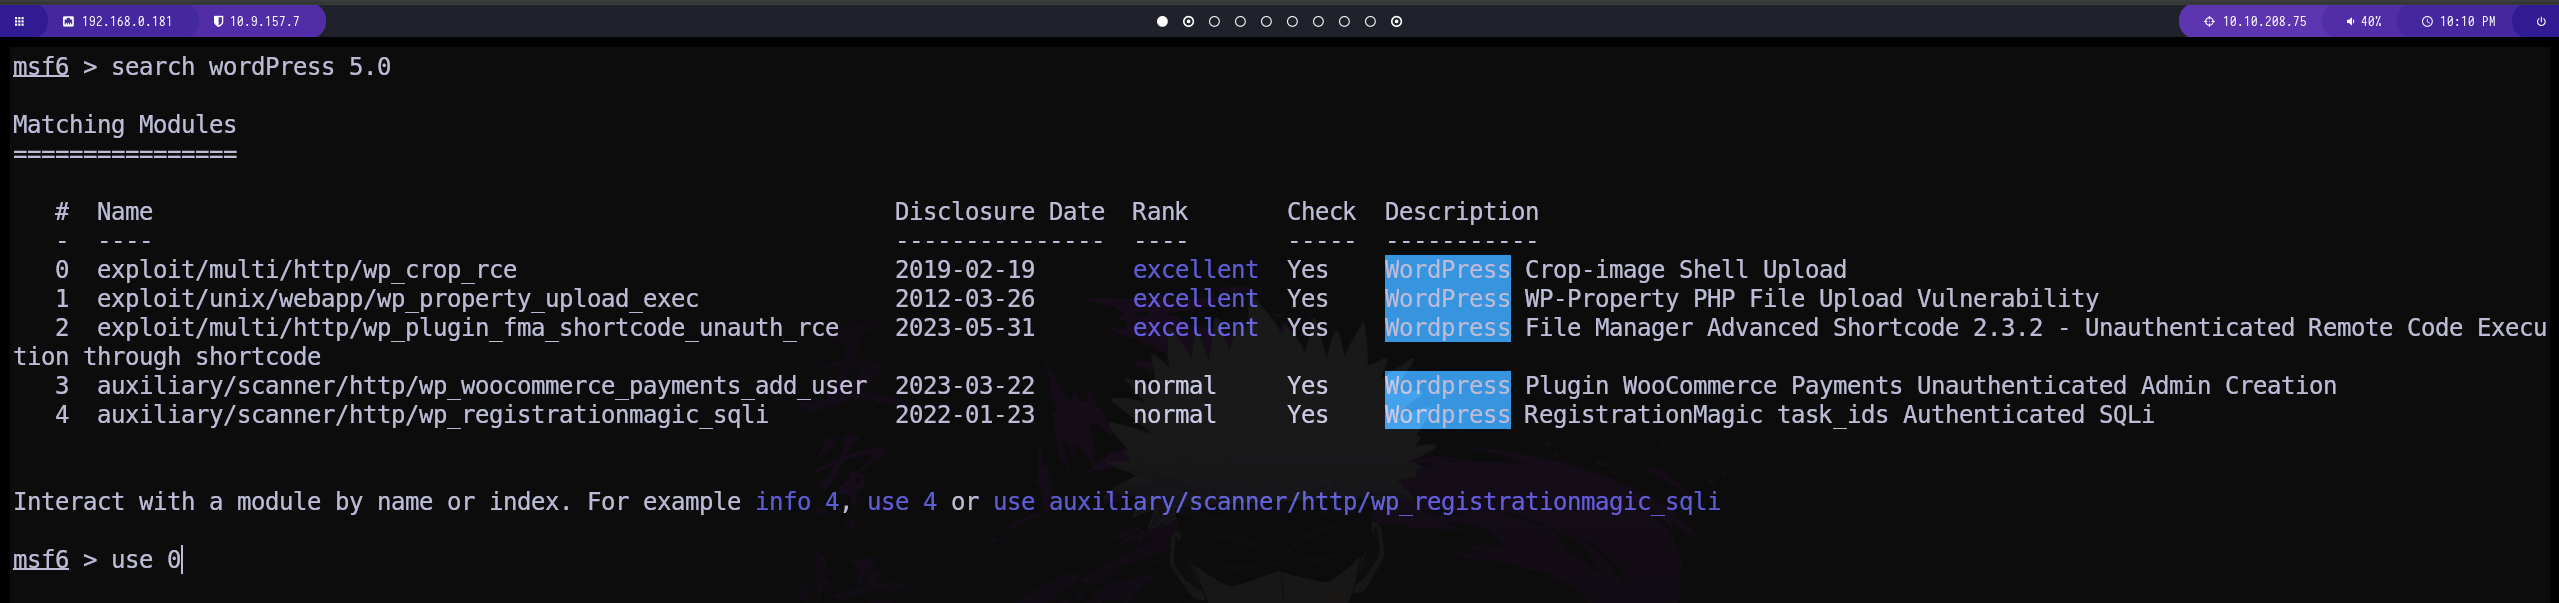 192.168.0.181 10.9.157.7 10.10.208.75 40% 10:10 PM
msf6 > search wordPress 5.0
Matching Modules
================
# Name Disclosure Date Rank Check Description
- ---- --------------- ---- ----- -----------
0 exploit/multi/http/wp_crop_rce 2019-02-19 excellent Yes WordPress Crop-image Shell Upload
1 exploit/unix/webapp/wp_property_upload_exec 2012-03-26 excellent Yes WordPress WP-Property PHP File Upload Vulnerability
2 exploit/multi/http/wp_plugin_fma_shortcode_unauth_rce 2023-05-31 excellent Yes Wordpress File Manager Advanced Shortcode 2.3.2 - Unauthenticated Remote Code Execu
tion through shortcode
3 auxiliary/scanner/http/wp_woocommerce_payments_add_user 2023-03-22 normal Yes Wordpress Plugin WooCommerce Payments Unauthenticated Admin Creation
4 auxiliary/scanner/http/wp_registrationmagic_sqli 2022-01-23 normal Yes Wordpress RegistrationMagic task_ids Authenticated SQLi
Interact with a module by name or index. For example info 4, use 4 or use auxiliary/scanner/http/wp_registrationmagic_sqli
msf6 > use 0